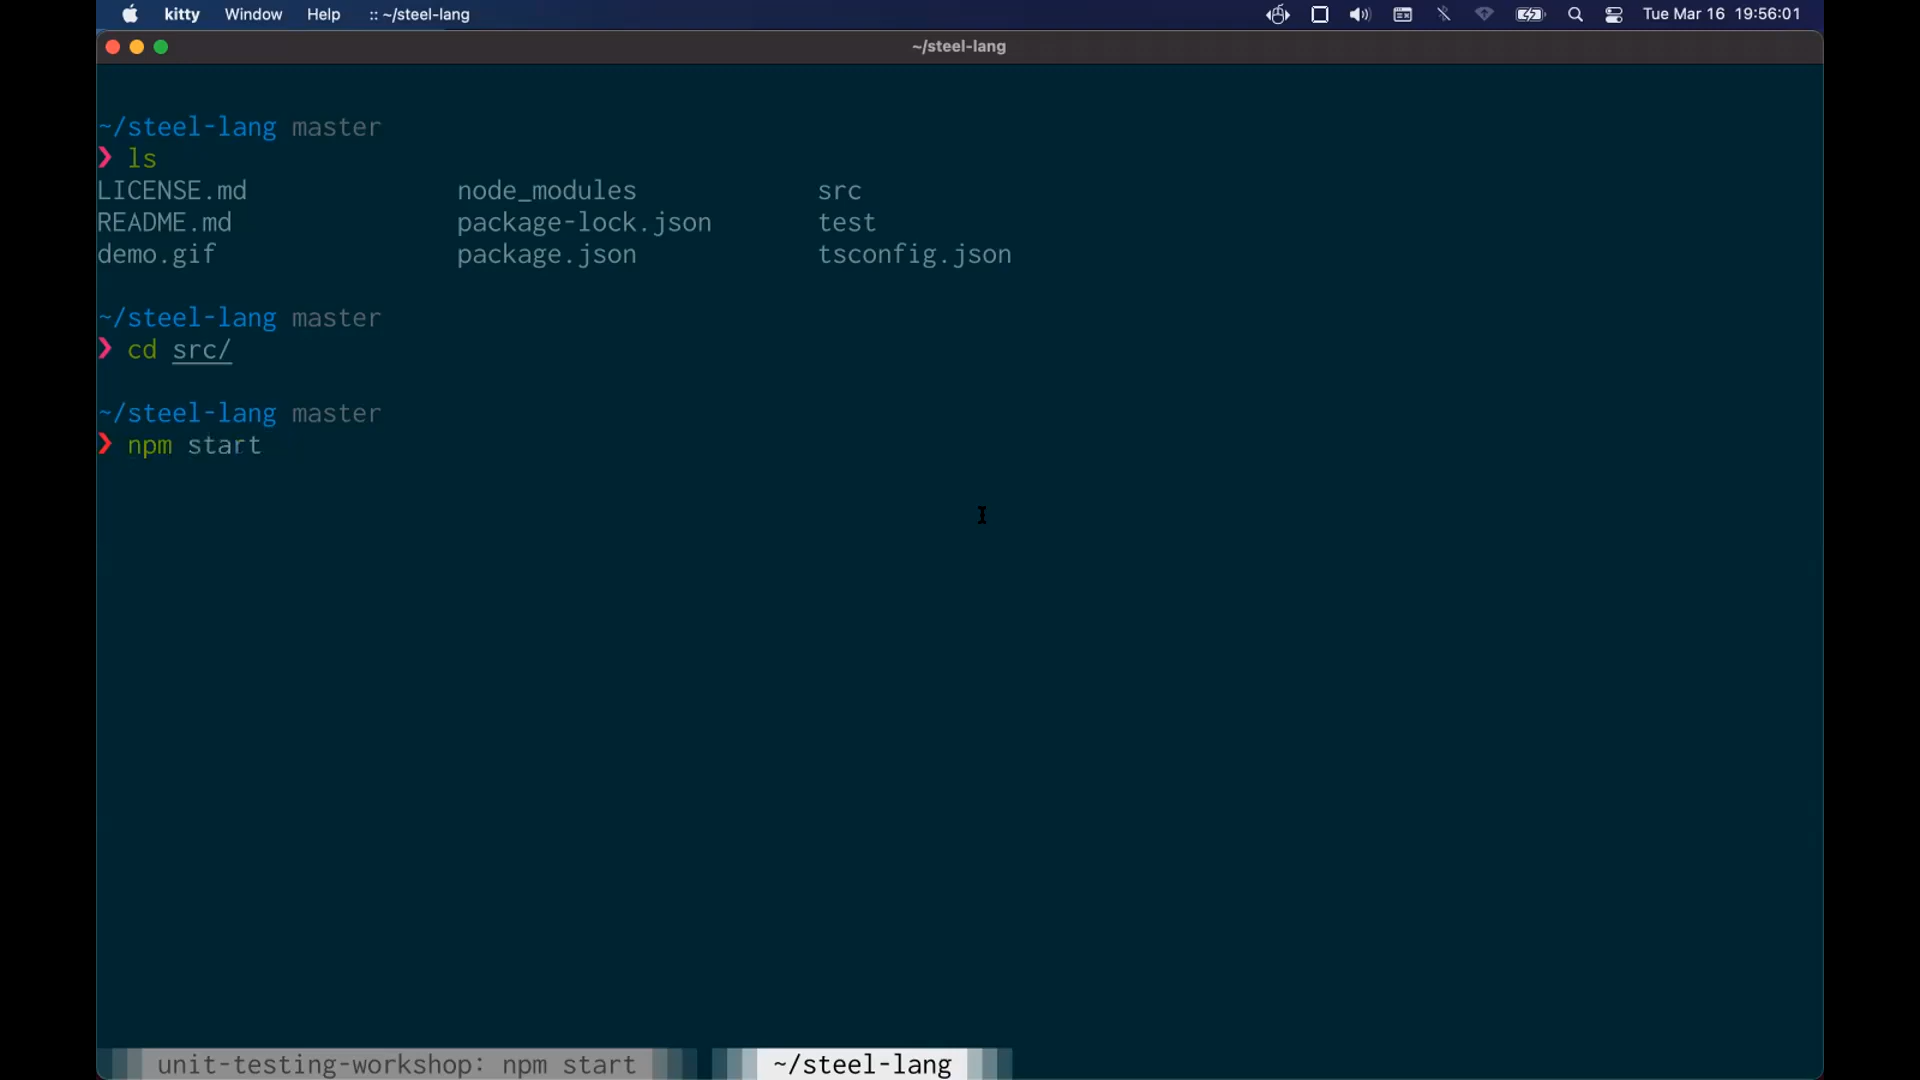 kitty Window Help :: ~/steel-lang Tue Mar 16 19:56:01
~/steel-lang
~/steel-lang master
❯ ls
LICENSE.md node_modules src
README.md package-lock.json test
demo.gif package.json tsconfig.json
~/steel-lang master
❯ cd src/
~/steel-lang master
❯ npm start
unit-testing-workshop: npm start ~/steel-lang